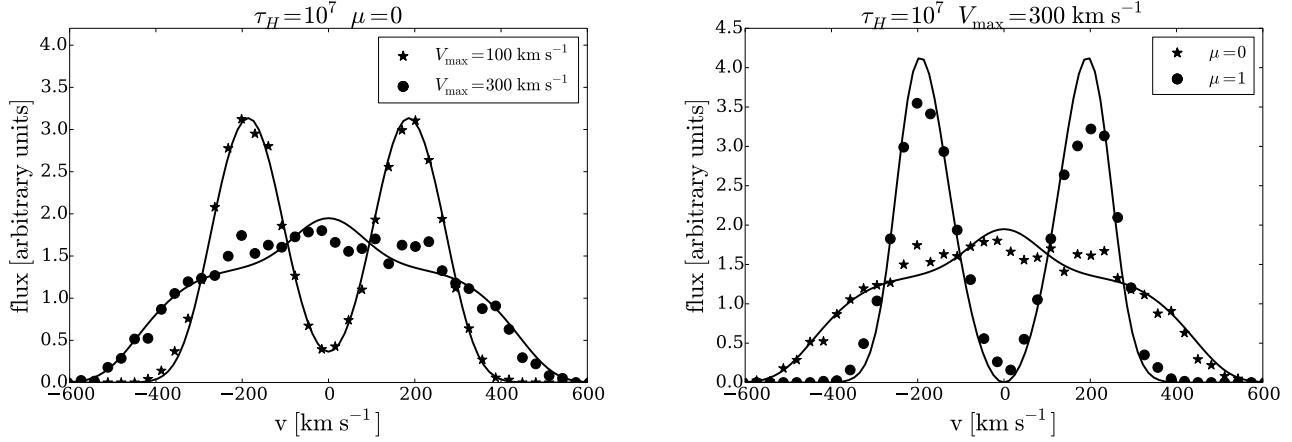 τ_H=10^7 μ=0
flux [arbitrary units]
4.0
3.5
3.0
2.5
2.0
1.5
1.0
0.5
0.0
V_max=100 km s^−1
V_max=300 km s^−1
−600 −400 −200 0 200 400 600
v [km s^−1]
τ_H=10^7 V_max=300 km s^−1
flux [arbitrary units]
4.5
4.0
3.5
3.0
2.5
2.0
1.5
1.0
0.5
0.0
μ=0
μ=1
−600 −400 −200 0 200 400 600
v [km s^−1]